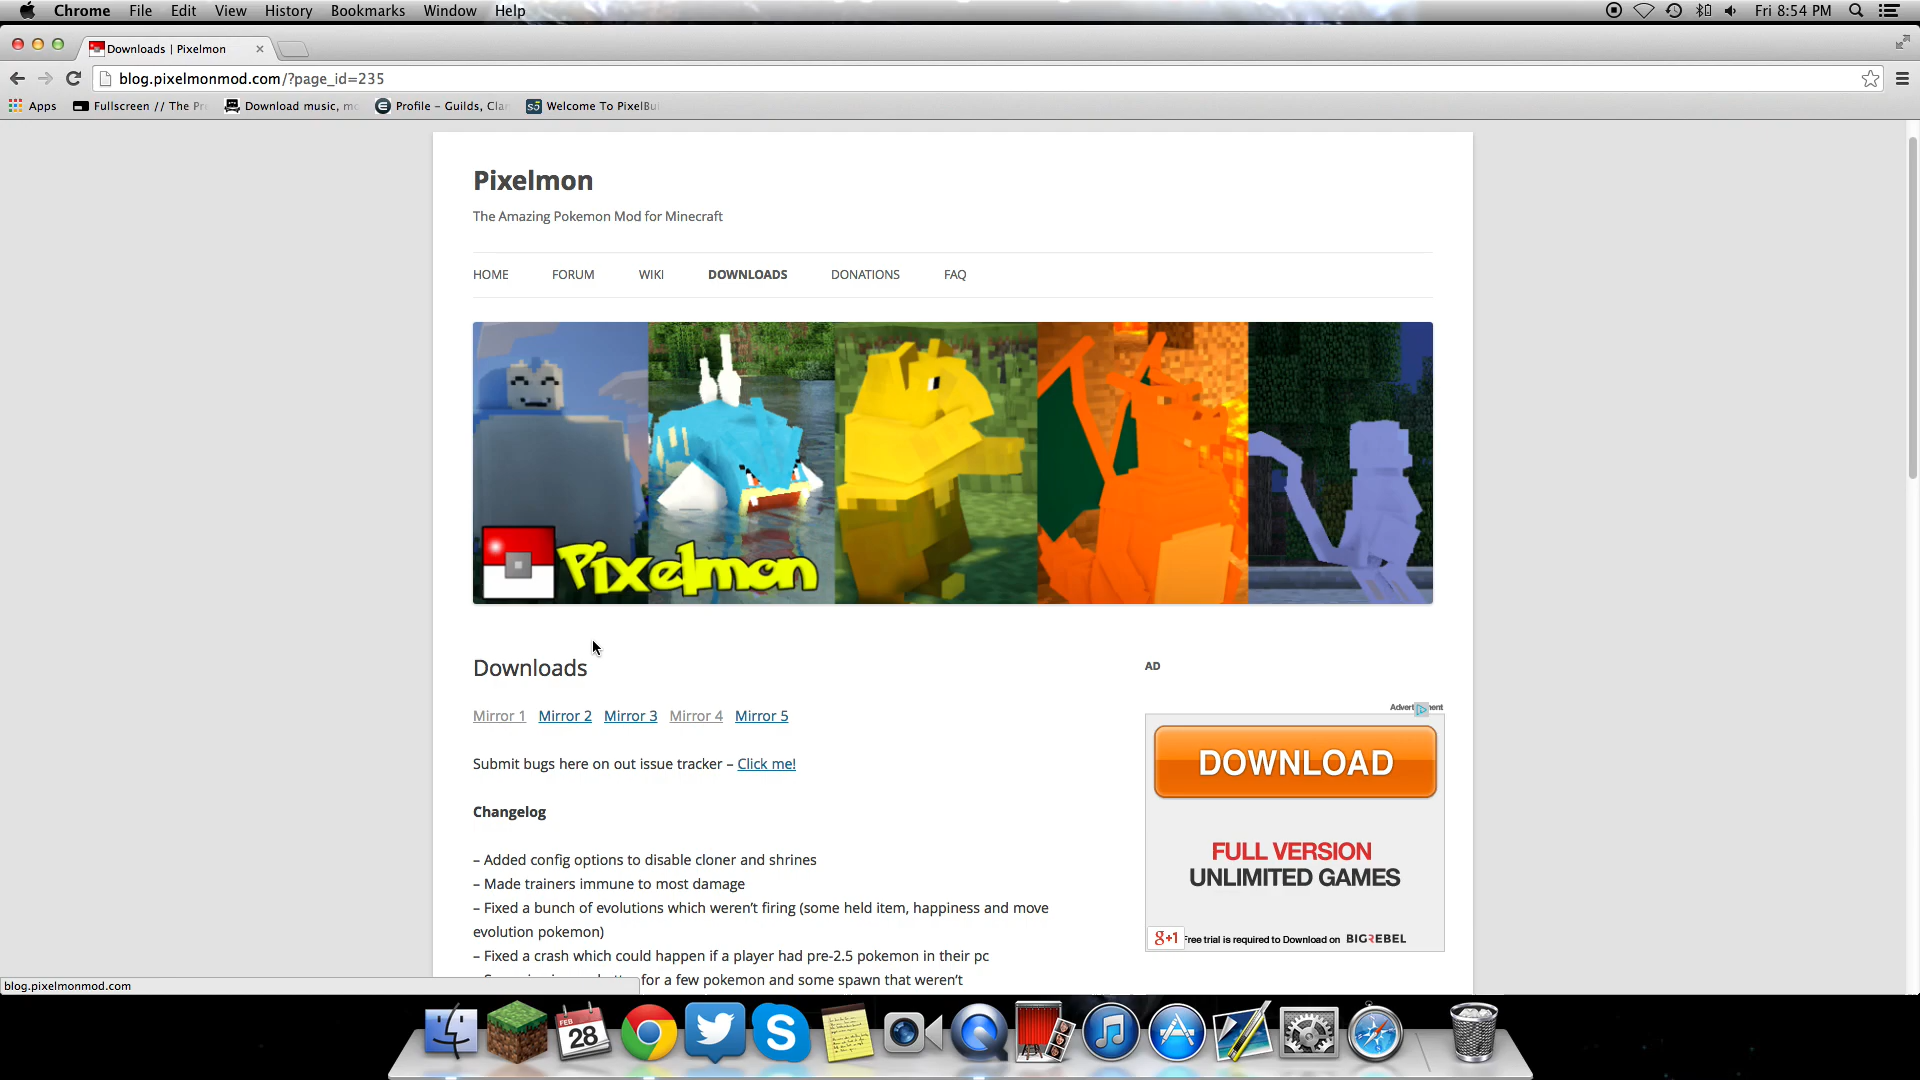 Chrome File Edit View History Bookmarks Window Help Fri 8:54 PM
Downloads | Pixelmon
blog.pixelmonmod.com/?page_id=235
Apps Fullscreen // The Pr Download music, mo Profile – Guilds, Cla Welcome To PixelBu
Pixelmon
The Amazing Pokemon Mod for Minecraft
HOME FORUM WIKI DOWNLOADS DONATIONS FAQ
Pixelmon
Downloads
AD
Mirror 1 Mirror 2 Mirror 3 Mirror 4 Mirror 5
DOWNLOAD
Submit bugs here on out issue tracker – Click me!
Changelog
FULL VERSION
UNLIMITED GAMES
– Added config options to disable cloner and shrines
– Made trainers immune to most damage
– Fixed a bunch of evolutions which weren't firing (some held item, happiness and move
evolution pokemon)
g+1 Free trial is required to Download on BIGREBEL
– Fixed a crash which could happen if a player had pre-2.5 pokemon in their pc
for a few pokemon and some spawn that weren't
blog.pixelmonmod.com
FEB
28